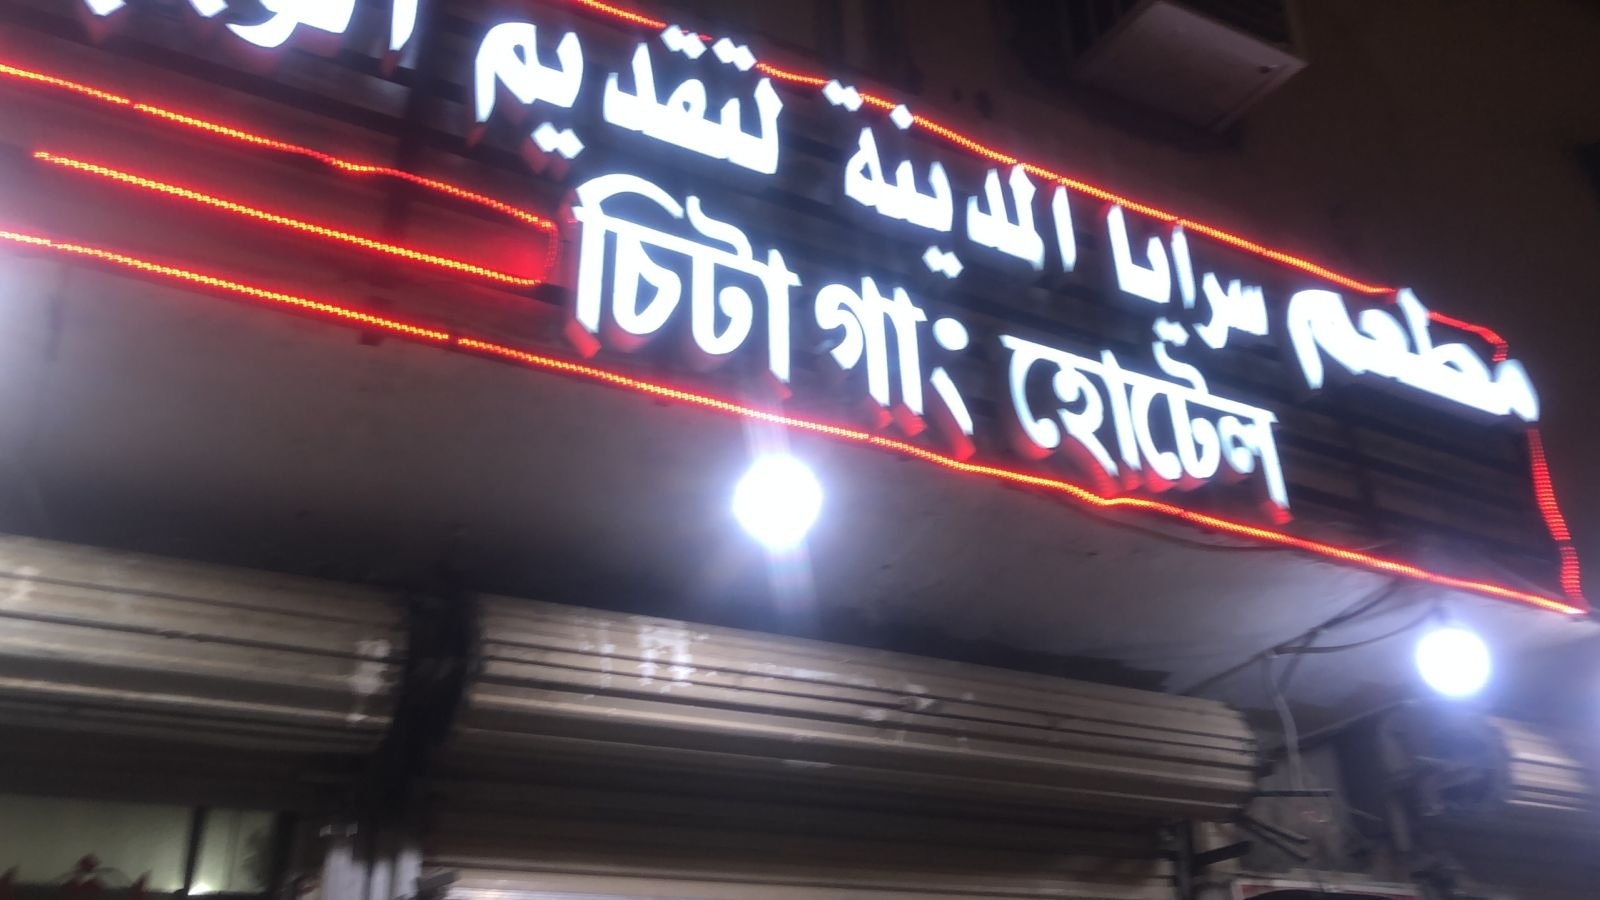 مطعم سرايا المدينة لتقديم
চিটাগাং হোটেল